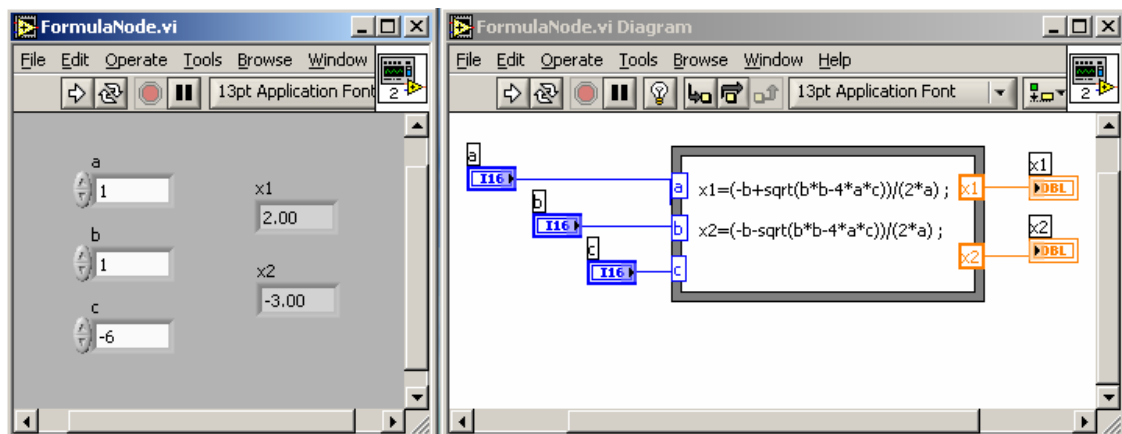 FormulaNode.vi
File Edit Operate Tools Browse Window
13pt Application Font
2
a
1
b
1
c
-6
x1
2.00
x2
-3.00
FormulaNode.vi Diagram
File Edit Operate Tools Browse Window Help
13pt Application Font
2
a
I16
b
I16
c
I16
a x1=(-b+sqrt(b*b-4*a*c))/(2*a) ; x1
b x2=(-b-sqrt(b*b-4*a*c))/(2*a) ;
x2
c
x1
DBL
x2
DBL